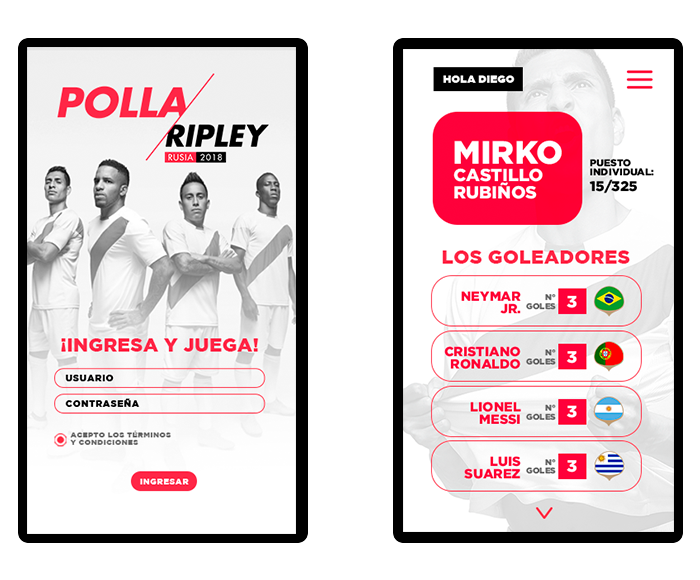 POLLA
RIPLEY
RUSIA 2018
¡INGRESA Y JUEGA!
USUARIO
CONTRASEÑA
ACEPTO LOS TÉRMINOS
Y CONDICIONES
INGRESAR
HOLA DIEGO
MIRKO
CASTILLO
RUBIÑOS
PUESTO
INDIVIDUAL:
15/325
LOS GOLEADORES
NEYMAR
JR.
N°
GOLES
3
CRISTIANO
RONALDO
N°
GOLES
3
LIONEL
MESSI
N°
GOLES
3
LUIS
SUAREZ
N°
GOLES
3